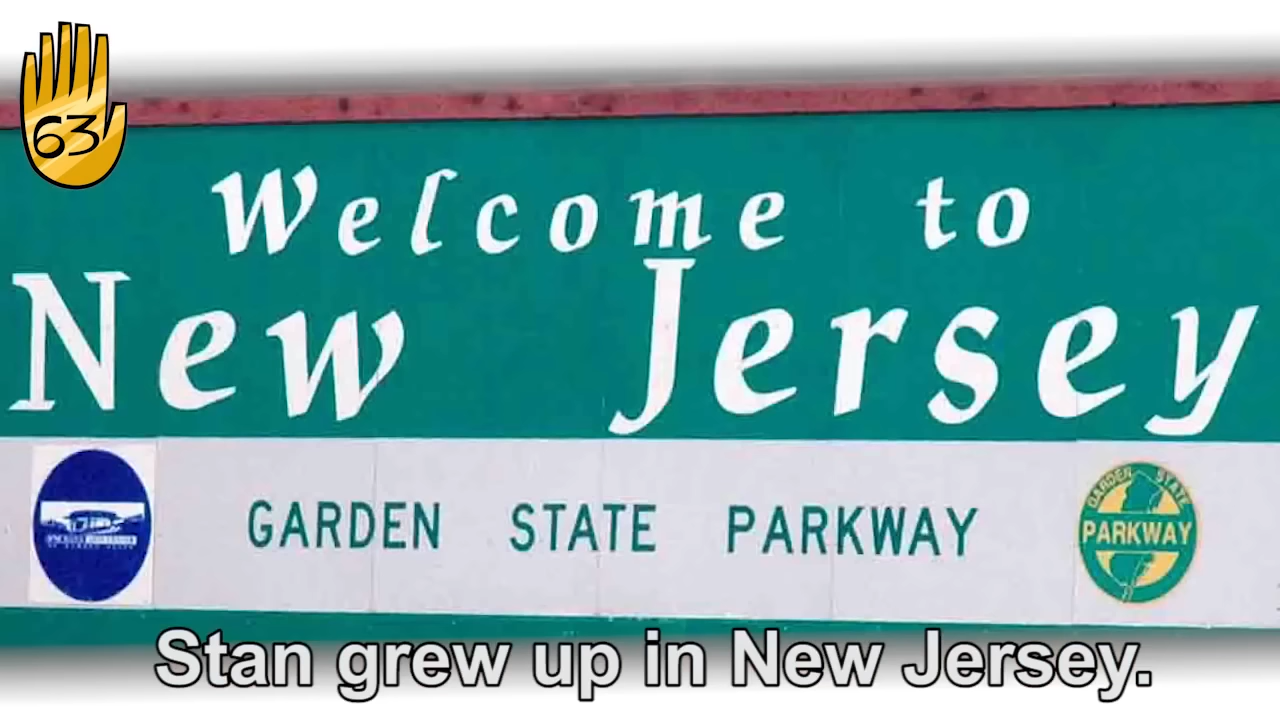 63
Welcome to
New Jersey
GARDEN STATE PARKWAY
GARDEN STATE
PARKWAY
Stan grew up in New Jersey.